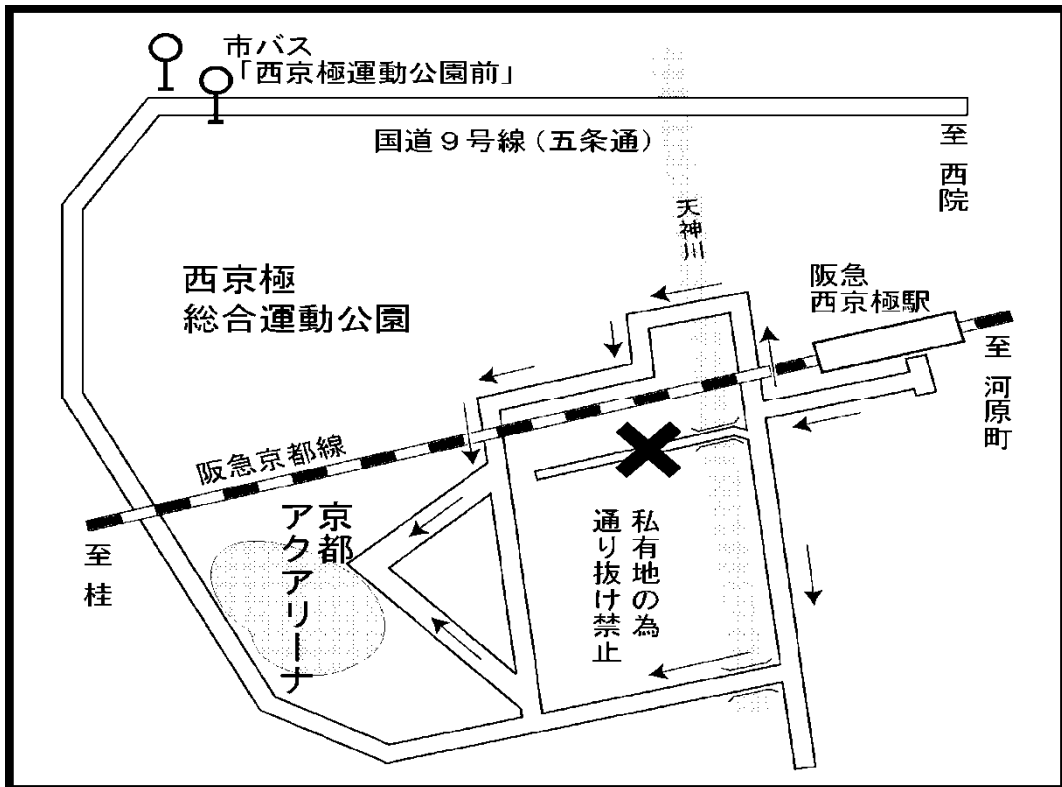 市バス
「西京極運動公園前」
国道９号線(五条通)
至 西院
天神川
西京極
総合運動公園
阪急
西京極駅
至 河原町
阪急京都線
至 桂
京都
アクアリーナ
私有地の為
通り抜け禁止